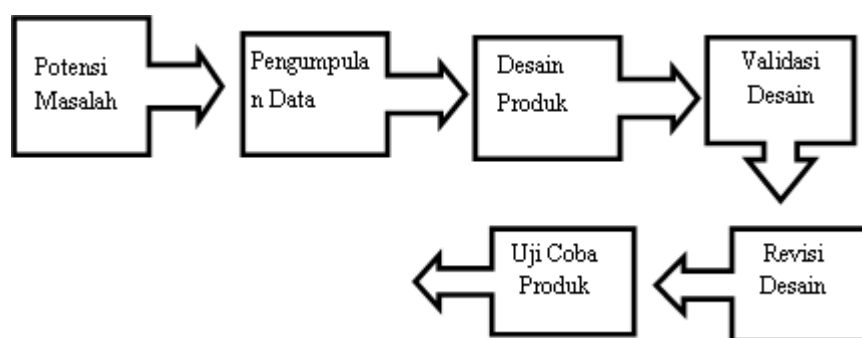 Potensi
Masalah
Pengumpula
n Data
Desain
Produk
Validasi
Desain
Uji Coba
Produk
Revisi
Desain